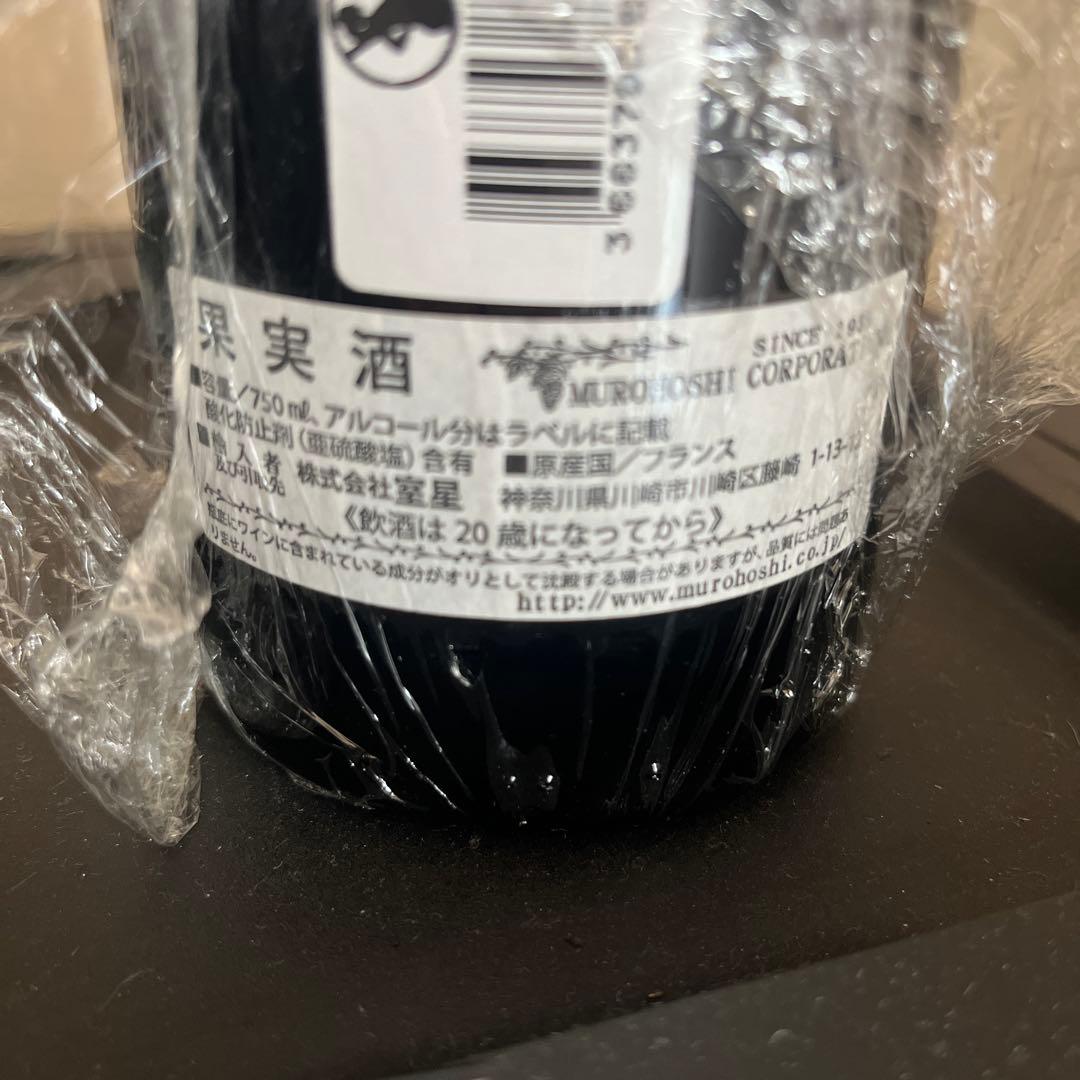 3 66370
果実酒
SINCE
MUROHOSHI CORPORAT
■容量/750㎖、アルコール分はラベルに記載
酸化防止剤(亜硫酸塩)含有 ■原産国/フランス
■輸入者 及び引取先 株式会社室星 神奈川県川崎市川崎区藤崎 1-13-
《飲酒は20歳になってから》
瓶底にワインに含まれている成分がオリとして沈殿する場合がありますが、品質には問題あ
りません。
http://www.murohoshi.co.jp/